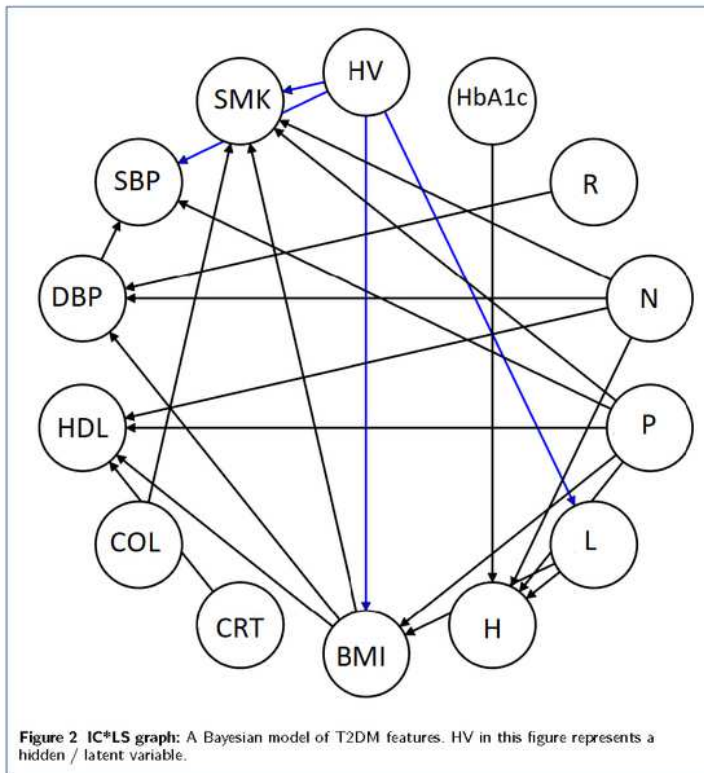 HV
SMK
HbA1c
SBP
R
DBP
N
HDL
P
COL
L
CRT
H
BMI
Figure 2 IC*LS graph: A Bayesian model of T2DM features. HV in this figure represents a
hidden / latent variable.